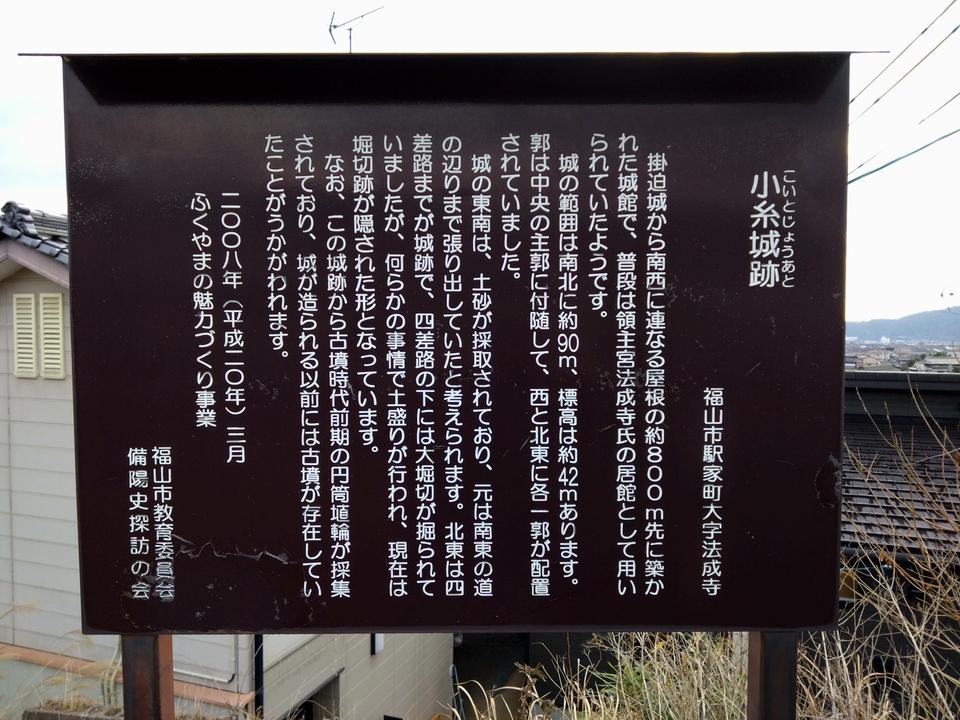 こいとじょうあと
小糸城跡
福山市駅家町大字法成寺
掛迫城から南西に連なる屋根の約８００ｍ先に築か
れた城館で、普段は領主宮法成寺氏の居館として用い
られていたようです。
城の範囲は南北に約90ｍ、標高は約42ｍあります。
郭は中央の主郭に付随して、西と北東に各一郭が配置
されていました。
城の東南は、土砂が採取されており、元は南東の道
の辺りまで張り出していたと考えられます。北東は四
差路までが城跡で、四差路の下には大堀切が掘られて
いましたが、何らかの事情で土盛りが行われ、現在は
堀切跡が隠された形となっています。
なお、この城跡から古墳時代前期の円筒埴輪が採集
されており、城が造られる以前には古墳が存在してい
たことがうかがわれます。
二〇〇八年（平成二〇年）三月
ふくやまの魅力づくり事業
福山市教育委員会
備陽史探訪の会